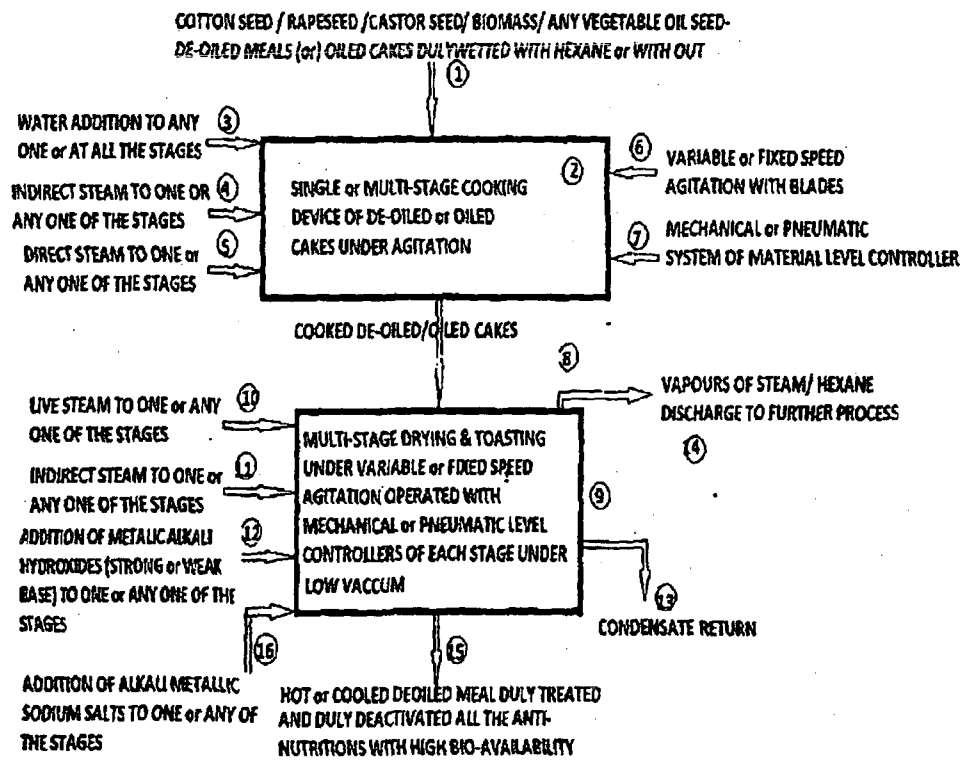 COTTON SEED / RAPESEED /CASTOR SEED/ BIOMASS/ ANY VEGETABLE OIL SEED-
DE-OILED MEALS (or) OILED CAKES DULYWETTED WITH HEXANE or WITH OUT
1
WATER ADDITION TO ANY
ONE or AT ALL THE STAGES
3
INDIRECT STEAM TO ONE OR
ANY ONE OF THE STAGES
4
DIRECT STEAM TO ONE or
ANY ONE OF THE STAGES
5
2
SINGLE or MULTI-STAGE COOKING
DEVICE OF DE-OILED or OILED
CAKES UNDER AGITATION
6
VARIABLE or FIXED SPEED
AGITATION WITH BLADES
7
MECHANICAL or PNEUMATIC
SYSTEM OF MATERIAL LEVEL CONTROLLER
COOKED DE-OILED/OILED CAKES
8
VAPOURS OF STEAM/ HEXANE
DISCHARGE TO FURTHER PROCESS
14
LIVE STEAM TO ONE or ANY
ONE OF THE STAGES
10
INDIRECT STEAM TO ONE or
ANY ONE OF THE STAGES
11
ADDITION OF METALIC ALKALI
HYDROXIDES (STRONG or WEAK
BASE) TO ONE or ANY ONE OF THE
STAGES
12
MULTI-STAGE DRYING & TOASTING
UNDER VARIABLE or FIXED SPEED
AGITATION OPERATED WITH
MECHANICAL or PNEUMATIC LEVEL
CONTROLLERS OF EACH STAGE UNDER
LOW VACCUM
9
13
CONDENSATE RETURN
16
ADDITION OF ALKALI METALLIC
SODIUM SALTS TO ONE or ANY OF
THE STAGES
15
HOT or COOLED DEOILED MEAL DULY TREATED
AND DULY DEACTIVATED ALL THE ANTI-
NUTRITIONS WITH HIGH BIO-AVAILABILITY